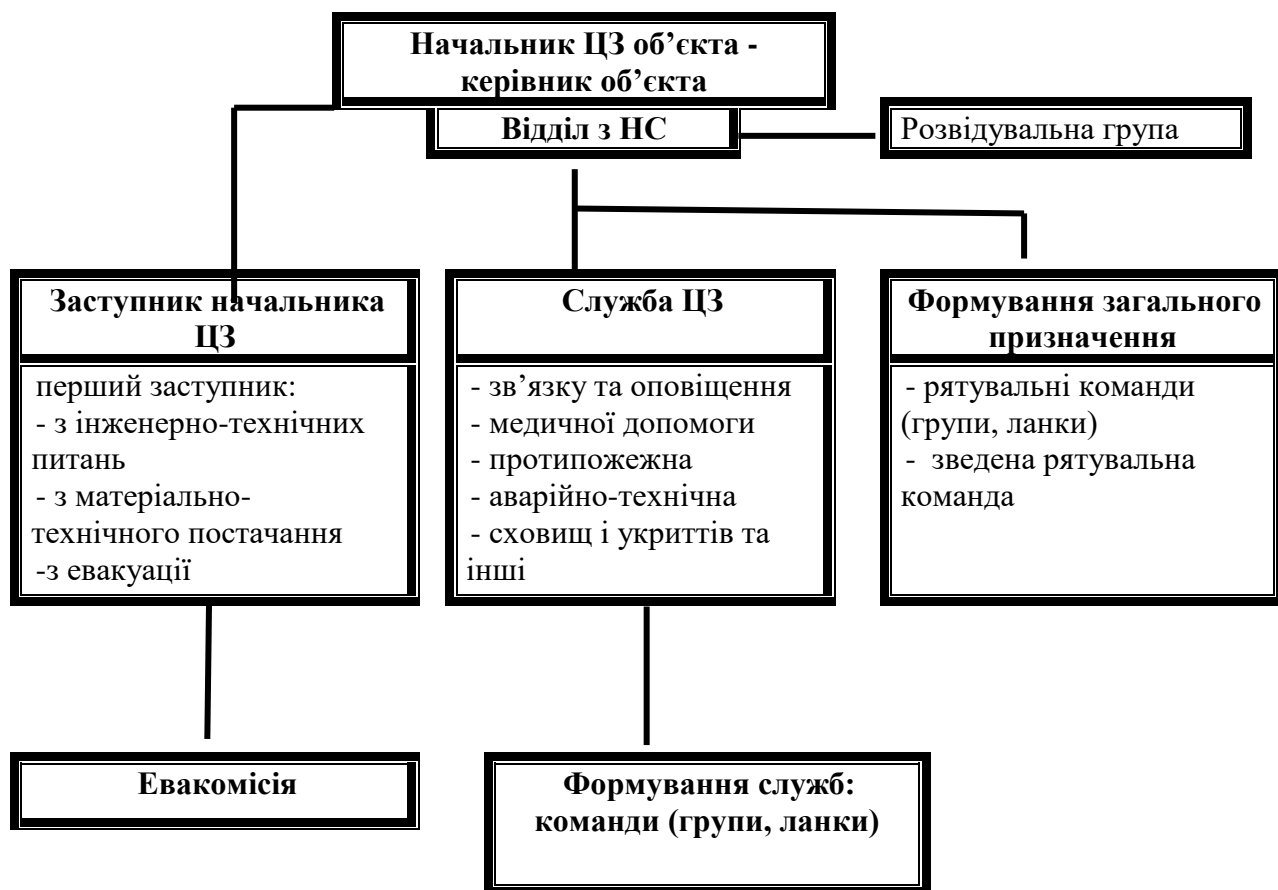 Начальник ЦЗ об’єкта -
керівник об’єкта
Відділ з НС
Розвідувальна група
Заступник начальника
ЦЗ
перший заступник:
- з інженерно-технічних
питань
- з матеріально-
технічного постачання
-з евакуації
Служба ЦЗ
- зв’язку та оповіщення
- медичної допомоги
- протипожежна
- аварійно-технічна
- сховищ і укриттів та
інші
Формування загального
призначення
- рятувальні команди
(групи, ланки)
- зведена рятувальна
команда
Евакомісія
Формування служб:
команди (групи, ланки)